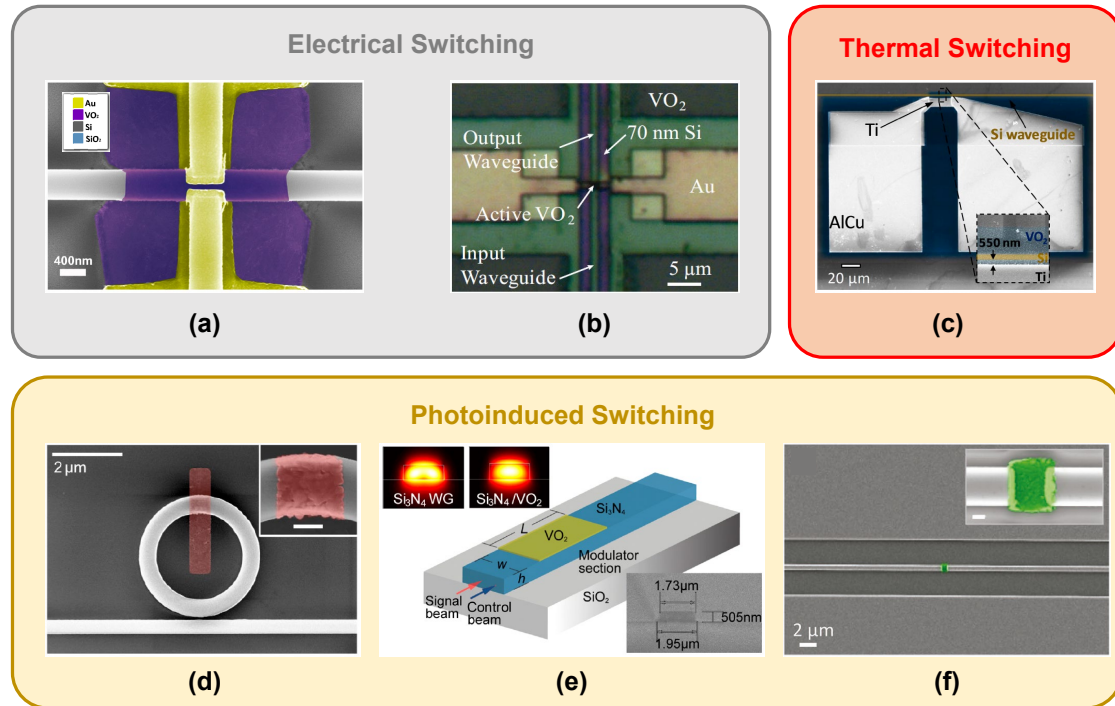 Electrical Switching
Au
VO₂
Si
SiO₂
400nm
(a)
VO₂
Output
Waveguide
70 nm Si
Au
Active VO₂
Input
Waveguide
5 μm
(b)
Thermal Switching
Ti
Si waveguide
AlCu
VO₂
550 nm
Si
Ti
20 μm
(c)
Photoinduced Switching
2 μm
(d)
Si₃N₄ WG
Si₃N₄/VO₂
Si₃N₄
L
VO₂
w
h
Modulator
section
Signal
beam
Control
beam
SiO₂
1.73μm
505nm
1.95μm
(e)
2 μm
(f)